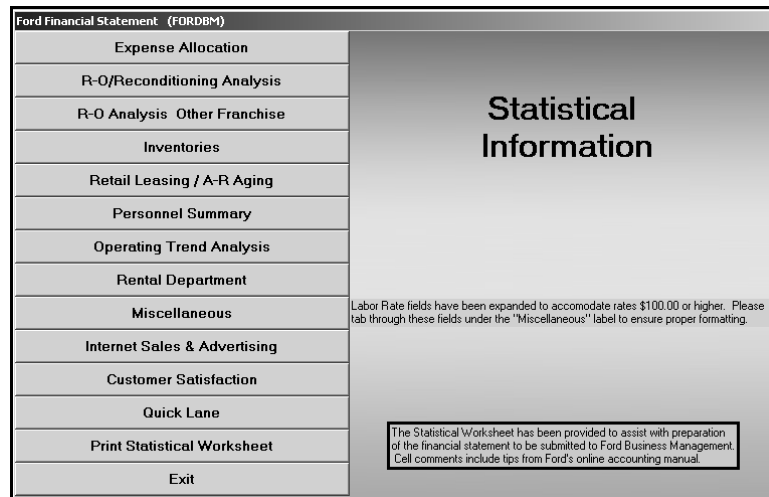 Ford Financial Statement (FORDBM)
Expense Allocation
R-O/Reconditioning Analysis
R-O Analysis Other Franchise
Inventories
Retail Leasing / A-R Aging
Personnel Summary
Operating Trend Analysis
Rental Department
Miscellaneous
Internet Sales & Advertising
Customer Satisfaction
Quick Lane
Print Statistical Worksheet
Exit
Statistical
Information
Labor Rate fields have been expanded to accomodate rates $100.00 or higher. Please
tab through these fields under the "Miscellaneous" label to ensure proper formatting.
The Statistical Worksheet has been provided to assist with preparation
of the financial statement to be submitted to Ford Business Management.
Cell comments include tips from Ford's online accounting manual.